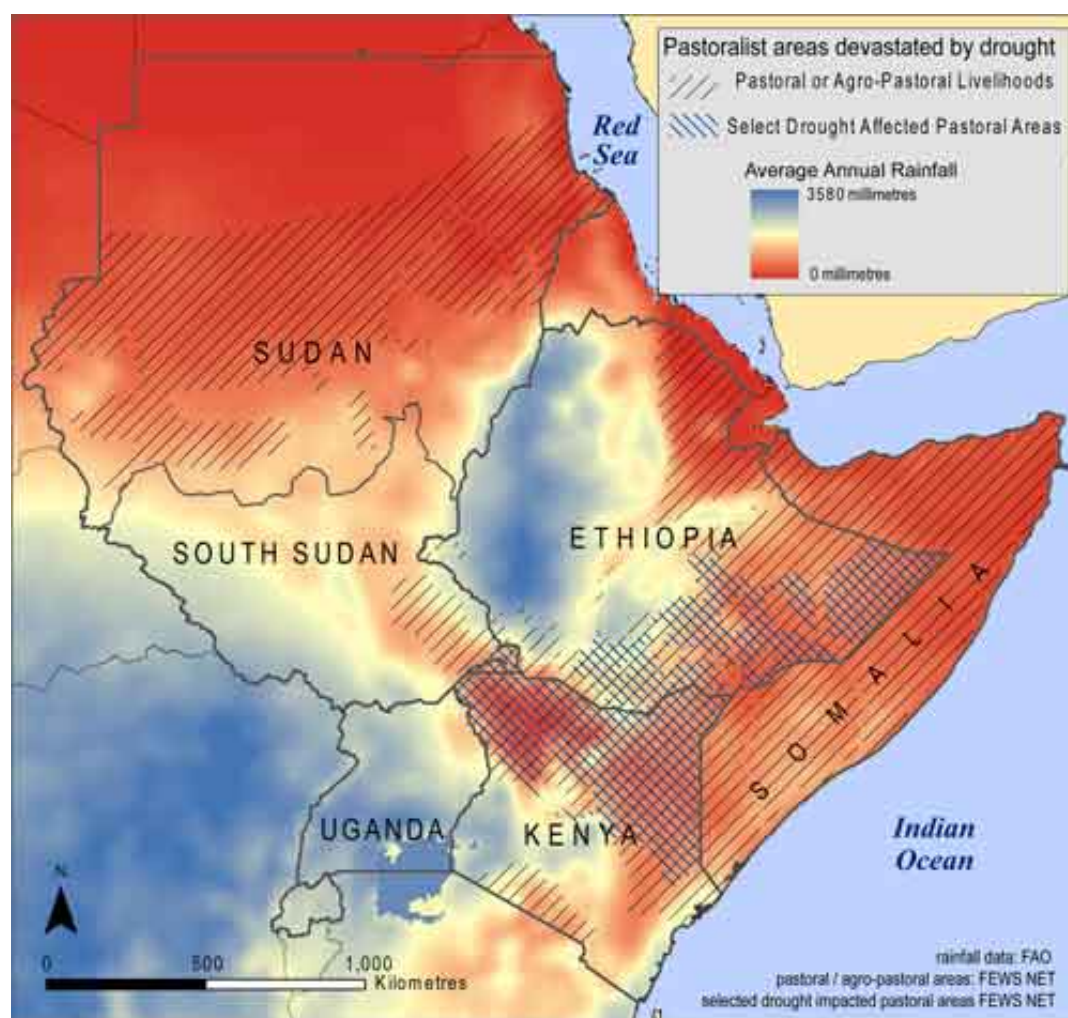 Pastoralist areas devastated by drought
Pastoral or Agro-Pastoral Livelihoods
Select Drought Affected Pastoral Areas
Average Annual Rainfall
3580 millimetres
0 millimetres
Red
Sea
SUDAN
SOUTH SUDAN
ETHIOPIA
SOMALIA
UGANDA
KENYA
Indian
Ocean
N
0 500 1,000
Kilometres
rainfall data: FAO
pastoral / agro-pastoral areas: FEWS NET
selected drought impacted pastoral areas FEWS NET